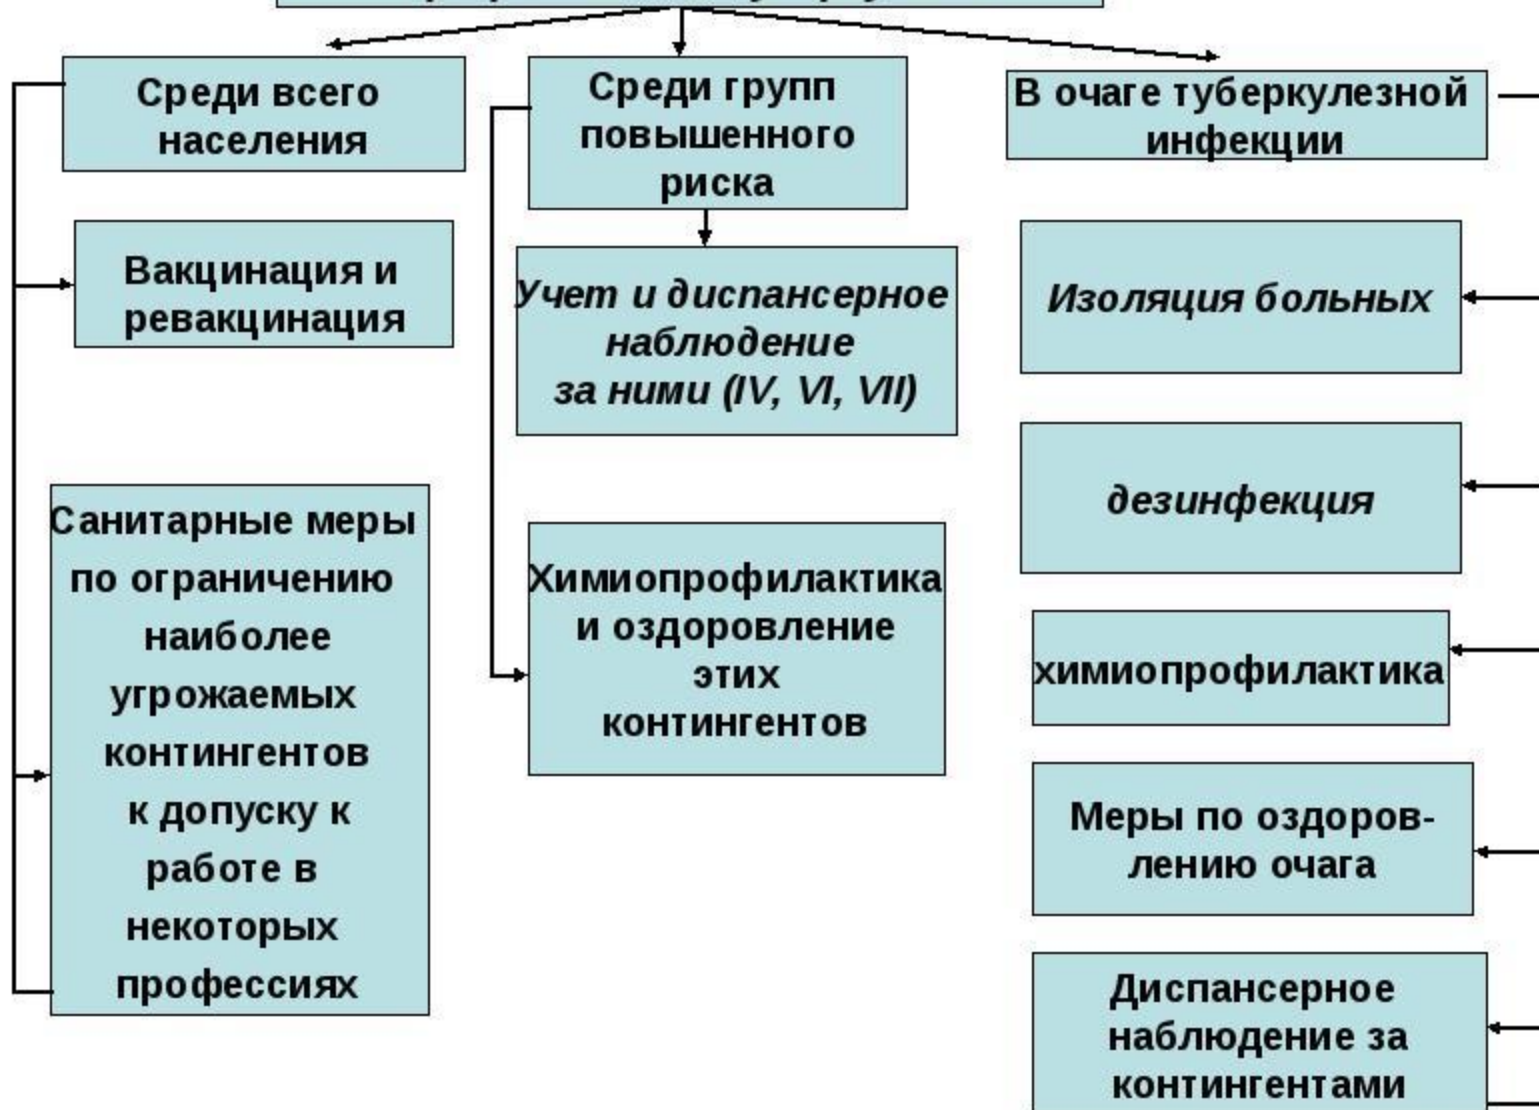 Среди всего
населения
Вакцинация и
ревакцинация
Санитарные меры
по ограничению
наиболее
угрожаемых
контингентов
к допуску к
работе в
некоторых
профессиях
Среди групп
повышенного
риска
Учет и диспансерное
наблюдение
за ними (IV, VI, VII)
Химиопрофилактика
и оздоровление
этих
контингентов
В очаге туберкулезной
инфекции
Изоляция больных
дезинфекция
химиопрофилактика
Меры по оздоров-
лению очага
Диспансерное
наблюдение за
контингентами